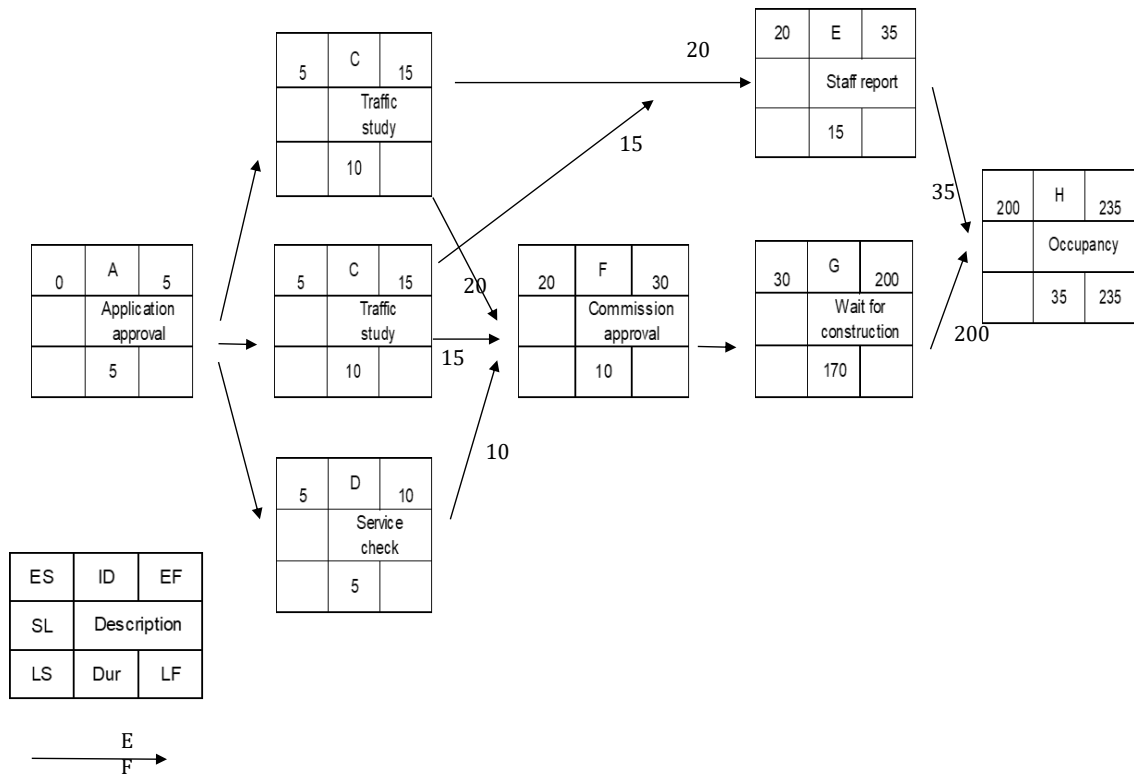 5 C 15
Traffic
study
10
20
20 E 35
Staff report
15
15
35
0 A 5
Application
approval
5
5 C 15
Traffic
study
10
20
15
20 F 30
Commission
approval
10
30 G 200
Wait for
construction
170
200
200 H 235
Occupancy
35 235
5 D 10
Service
check
5
10
ES ID EF
SL Description
LS Dur LF
E
F